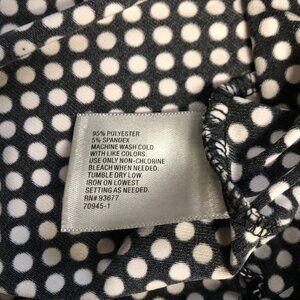 95% POLYESTER
5% SPANDEX
MACHINE WASH COLD
WITH LIKE COLORS.
USE ONLY NON-CHLORINE
BLEACH WHEN NEEDED.
TUMBLE DRY LOW.
IRON ON LOWEST
SETTING AS NEEDED.
RN# 93677
70945-1